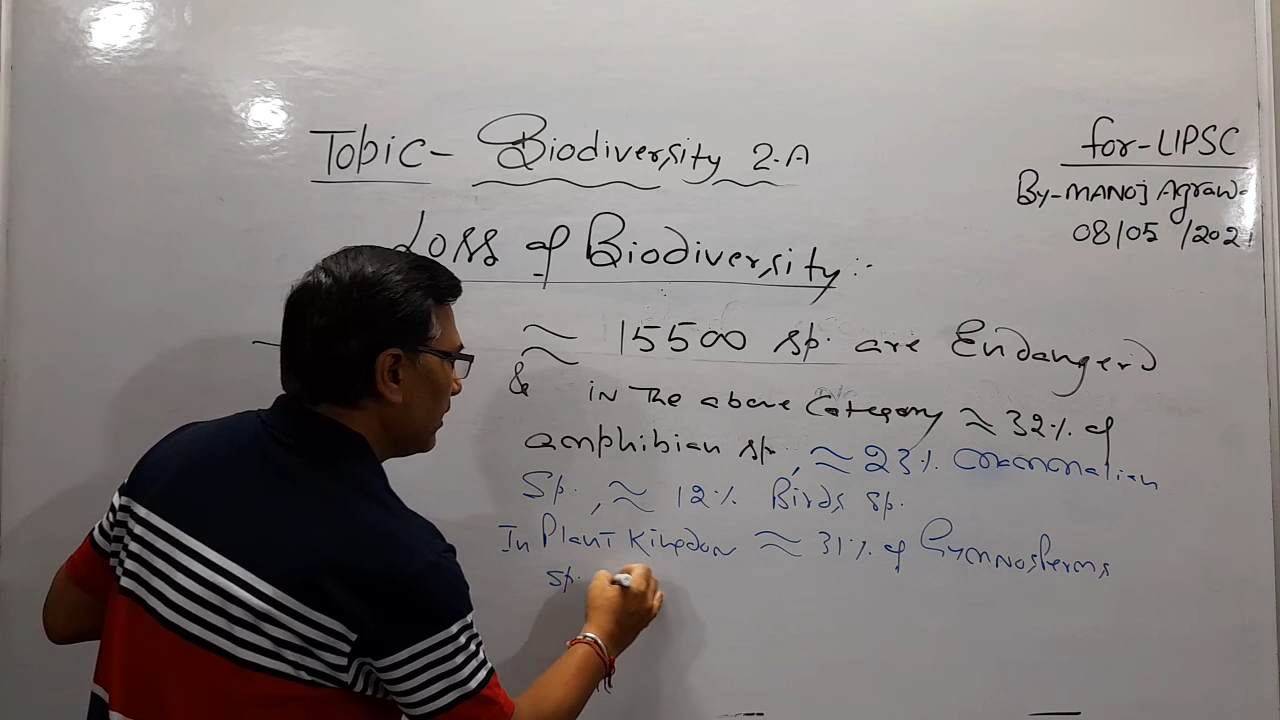 Topic- Biodiversity 2.A
for-UPSC
By-MANOJ Agraw
08/05/202
Loss of Biodiversity:-
≈ 15500 sp. are Endangerd
& in The above Category ≈ 32% of
amphibian sp., ≈ 23% mammalian
Sp., ≈ 12% Birds sp.
In Plant Kingdom ≈ 31% of Gymnosperms
sp.